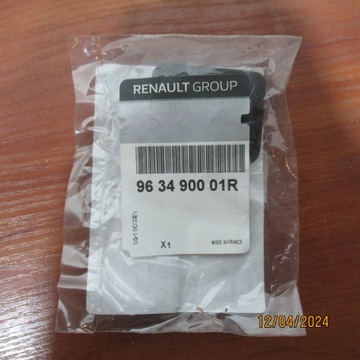 RENAULT GROUP
96 34 900 01R
X1
MADE IN FRANCE
12/04/2024